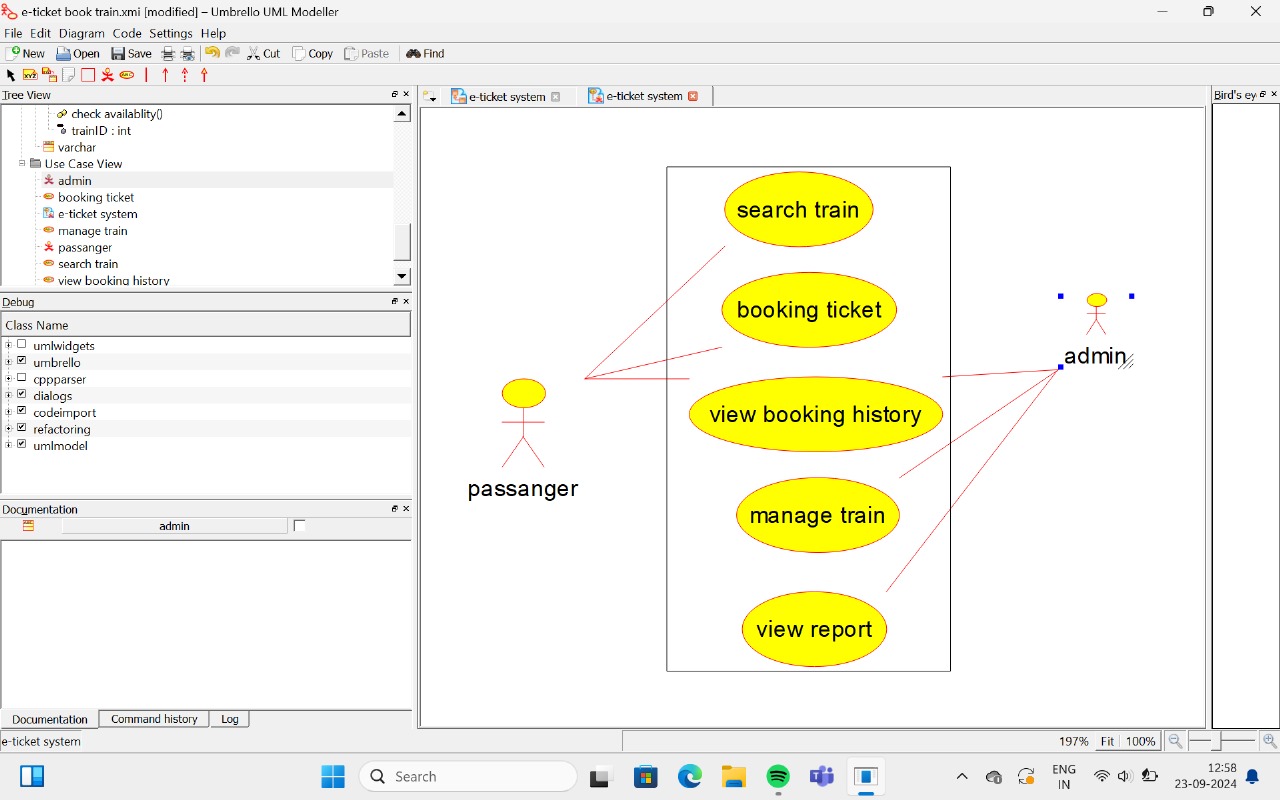 e-ticket book train.xmi [modified] – Umbrello UML Modeller
File Edit Diagram Code Settings Help
New Open Save Cut Copy Paste Find
Tree View
check availablity()
trainID : int
varchar
Use Case View
admin
booking ticket
e-ticket system
manage train
passanger
search train
view booking history
Debug
Class Name
umlwidgets
umbrello
cppparser
dialogs
codeimport
refactoring
umlmodel
Documentation
admin
Documentation Command history Log
e-ticket system
e-ticket system e-ticket system
search train
booking ticket
view booking history
manage train
view report
passanger
admin
Bird's ey
197% Fit 100%
Search
ENG
IN
12:58
23-09-2024